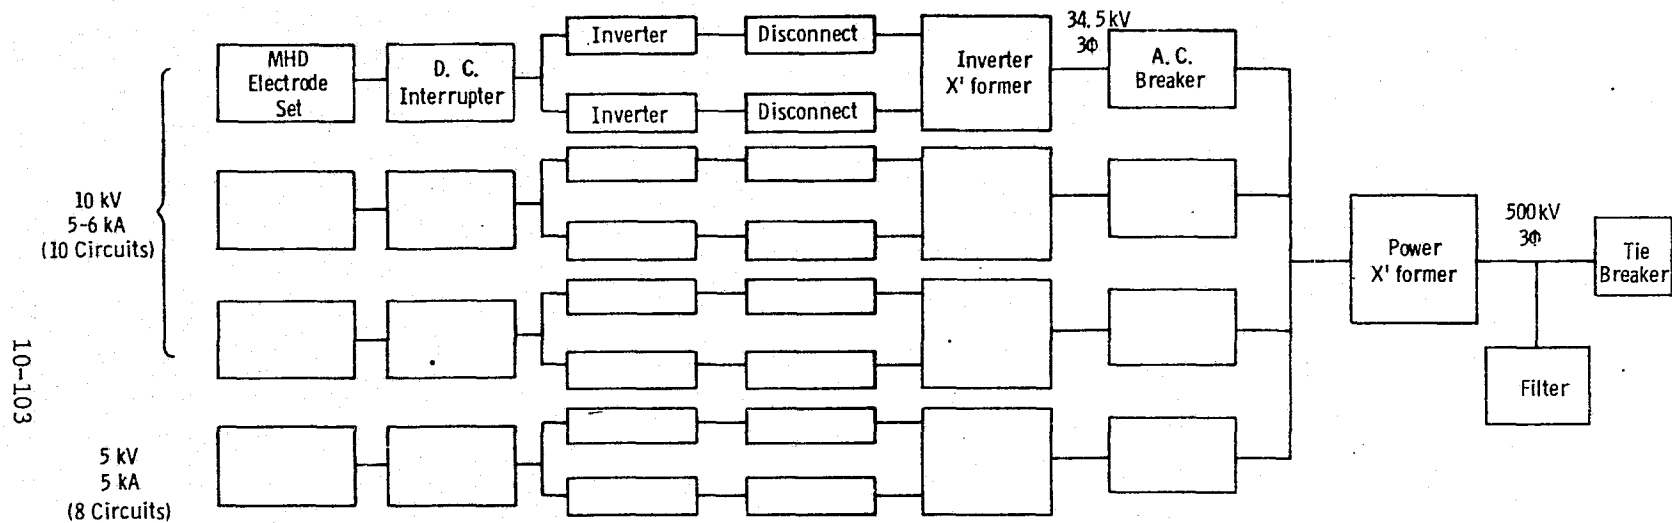 MHD
Electrode
Set
D. C.
Interrupter
Inverter
Disconnect
Inverter
Disconnect
Inverter
X' former
34.5 kV
3Φ
A. C.
Breaker
10 kV
5-6 kA
(10 Circuits)
Power
X' former
500 kV
3Φ
Tie
Breaker
Filter
5 kV
5 kA
(8 Circuits)
10-103